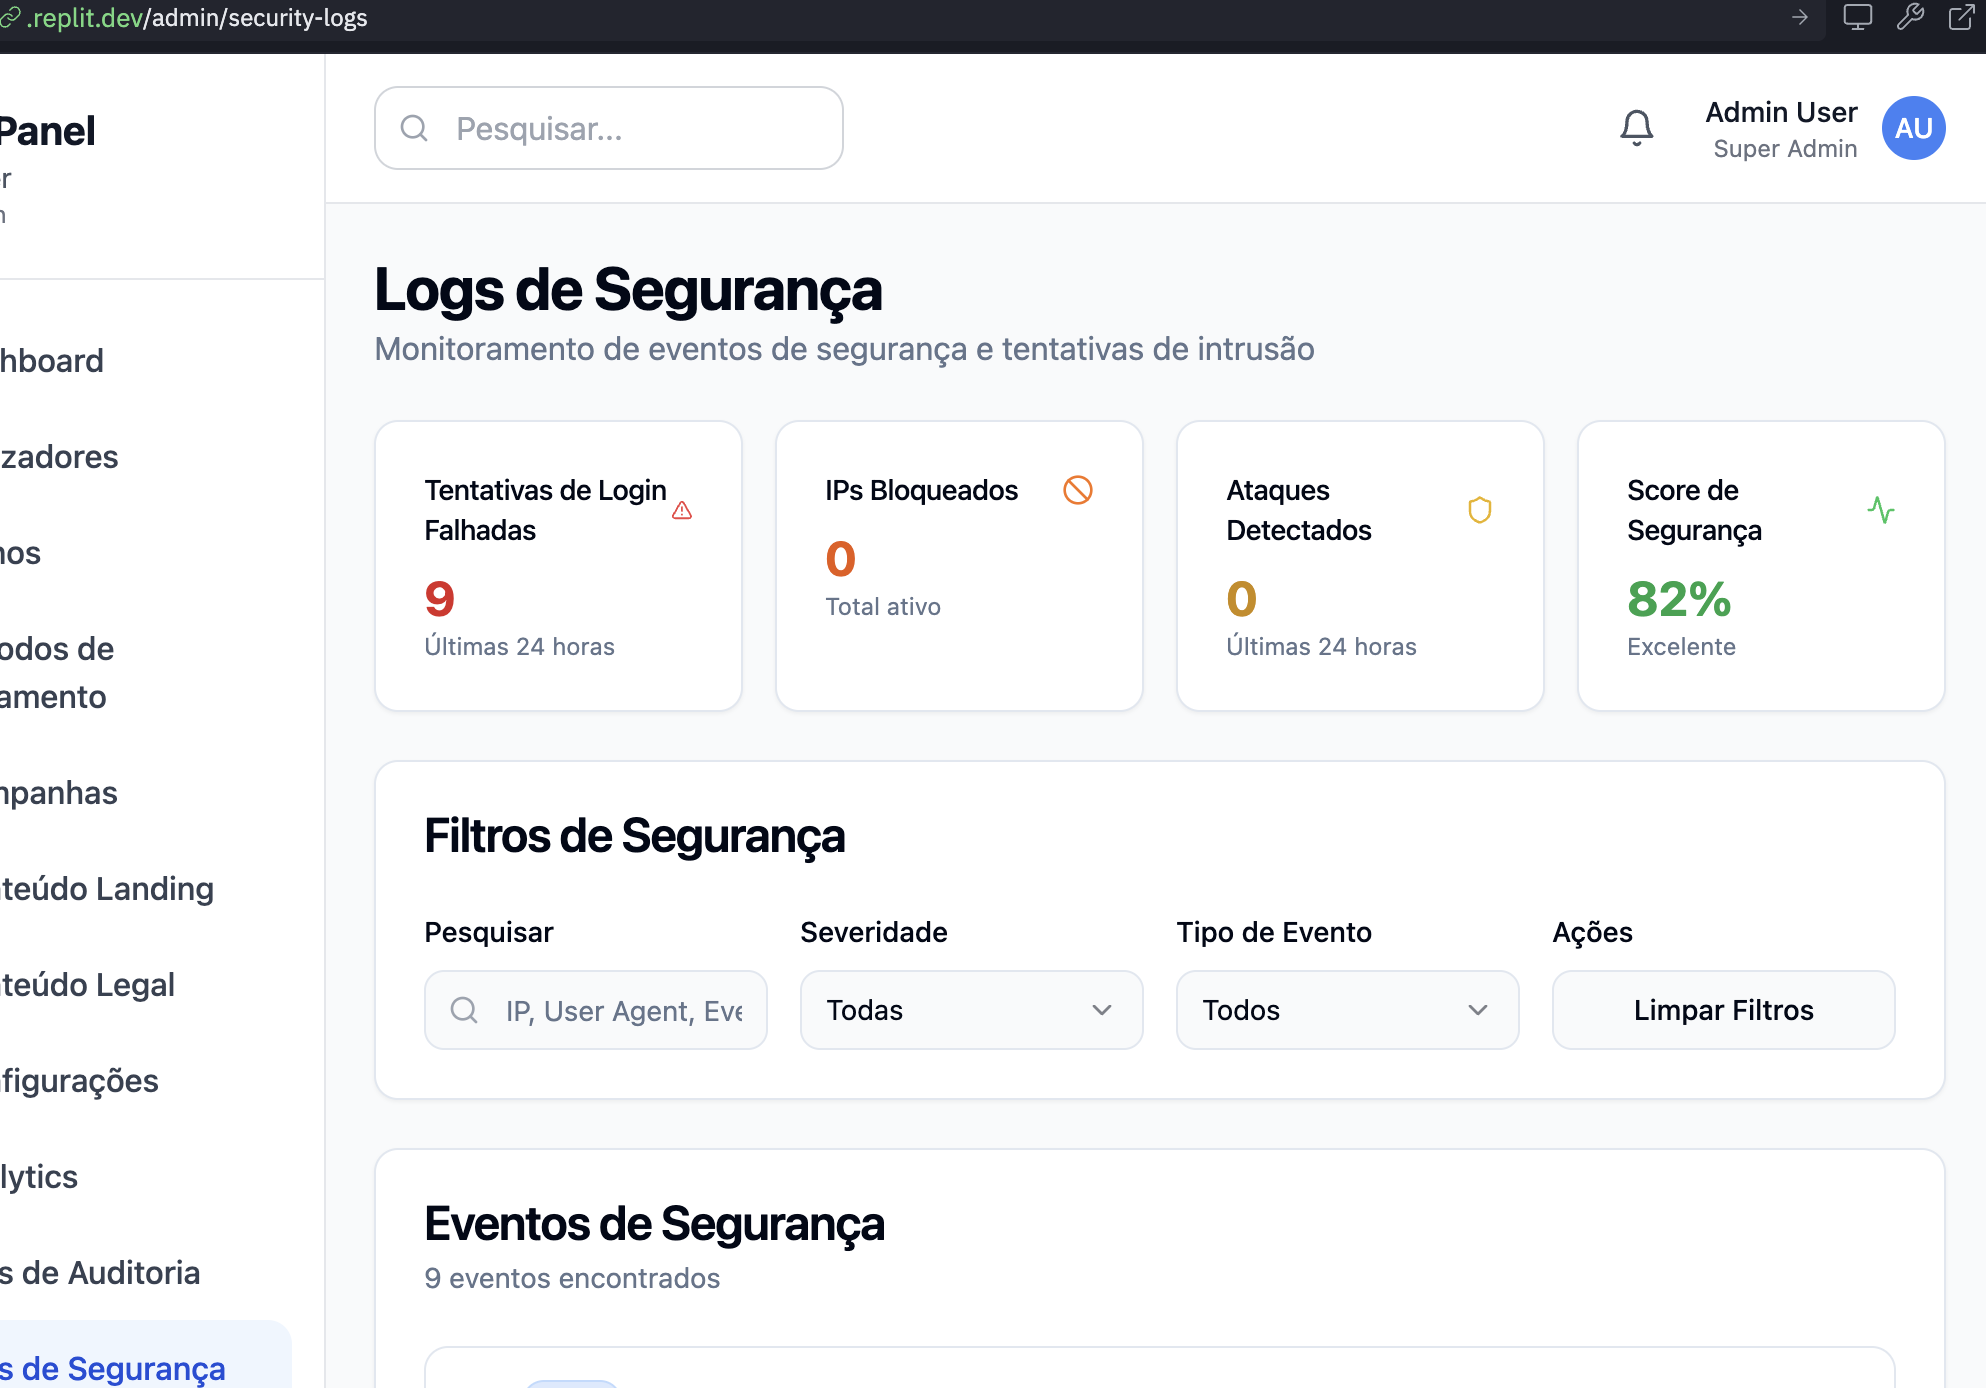 .replit.dev/admin/security-logs
Panel
Pesquisar...
Admin User
Super Admin
AU
hboard
zadores
nos
odos de
amento
mpanhas
teúdo Landing
teúdo Legal
figurações
lytics
s de Auditoria
s de Segurança
Logs de Segurança
Monitoramento de eventos de segurança e tentativas de intrusão
Tentativas de Login
Falhadas
9
Últimas 24 horas
IPs Bloqueados
0
Total ativo
Ataques
Detectados
0
Últimas 24 horas
Score de
Segurança
82%
Excelente
Filtros de Segurança
Pesquisar
IP, User Agent, Eve
Severidade
Todas
Tipo de Evento
Todos
Ações
Limpar Filtros
Eventos de Segurança
9 eventos encontrados